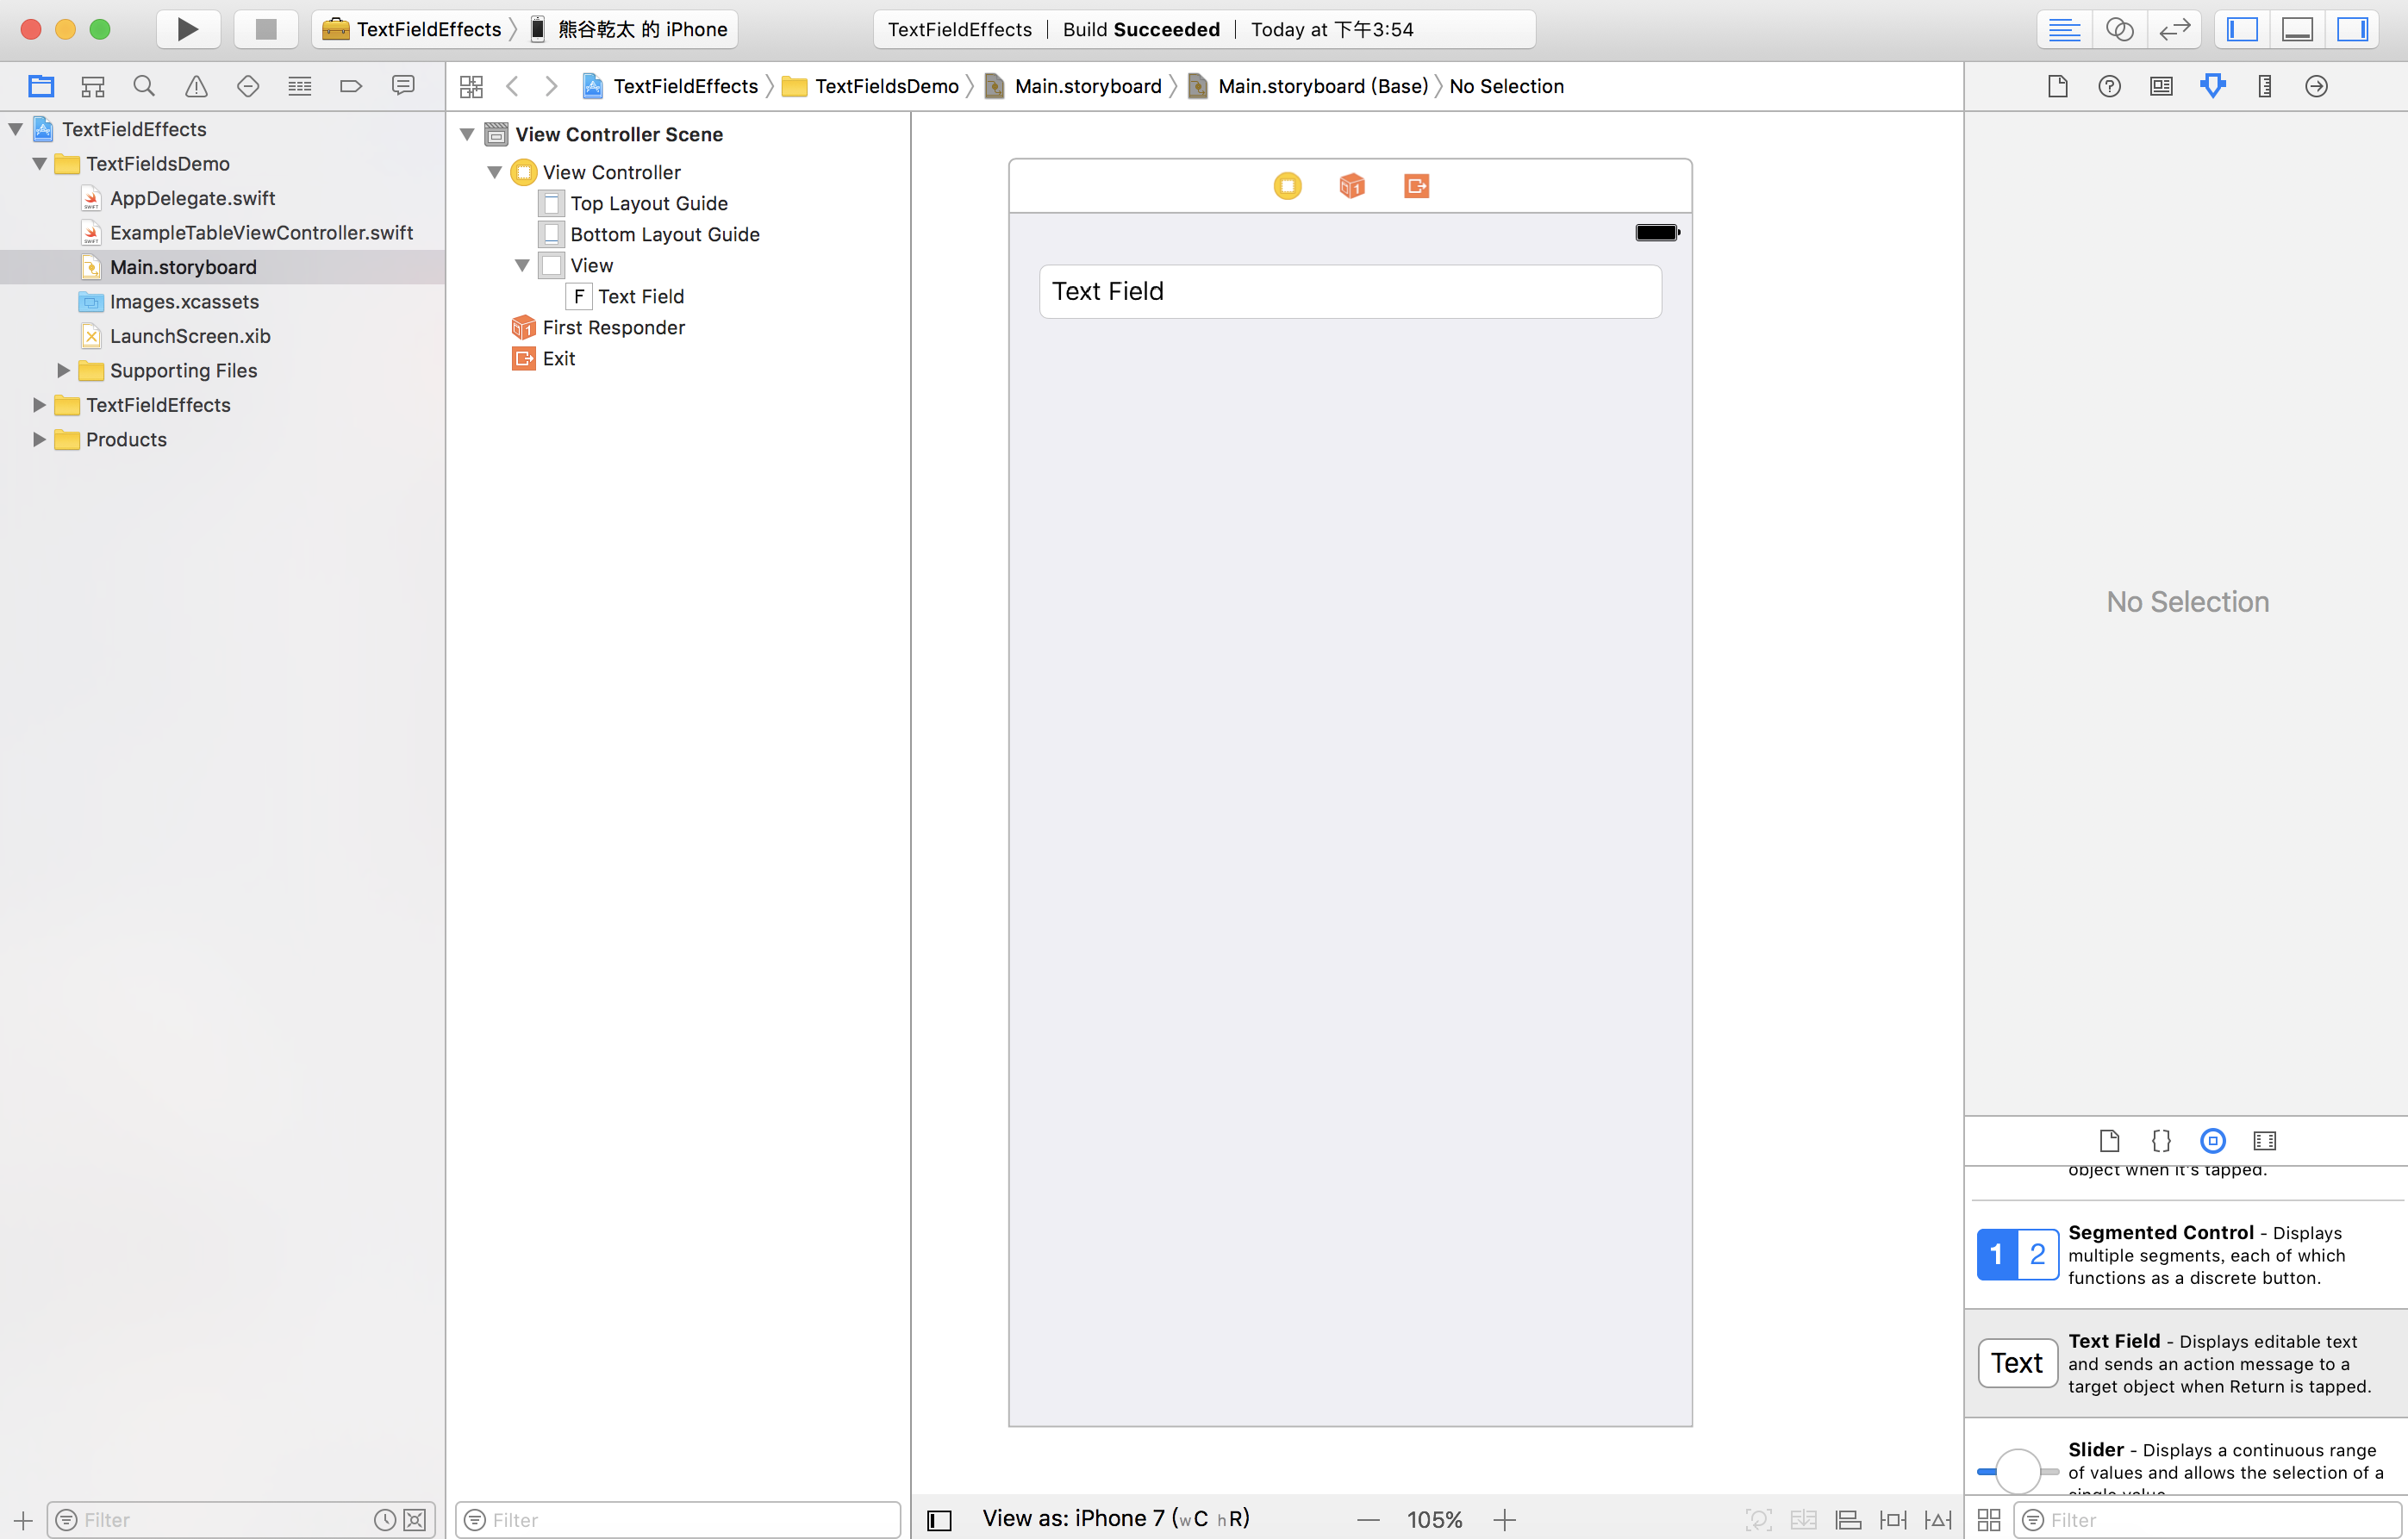 TextFieldEffects 熊谷乾太 的 iPhone
TextFieldEffects Build Succeeded Today at 下午3:54
TextFieldEffects TextFieldsDemo Main.storyboard Main.storyboard (Base) No Selection
TextFieldEffects
TextFieldsDemo
AppDelegate.swift
ExampleTableViewController.swift
Main.storyboard
Images.xcassets
LaunchScreen.xib
Supporting Files
TextFieldEffects
Products
Filter
View Controller Scene
View Controller
Top Layout Guide
Bottom Layout Guide
View
F Text Field
First Responder
Exit
Filter
Text Field
View as: iPhone 7 (wC hR)
105%
No Selection
object when it's tapped.
1 2
Segmented Control - Displays
multiple segments, each of which
functions as a discrete button.
Text
Text Field - Displays editable text
and sends an action message to a
target object when Return is tapped.
Slider - Displays a continuous range
of values and allows the selection of a
single value.
Filter